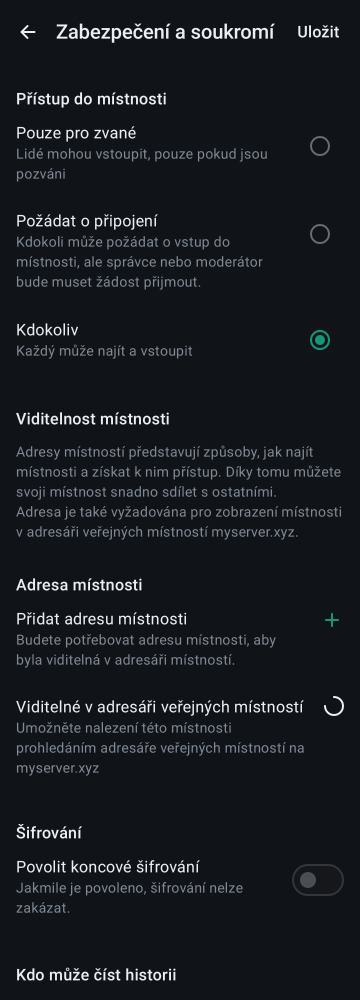 Zabezpečení a soukromí
Uložit
Přístup do místnosti
Pouze pro zvané
Lidé mohou vstoupit, pouze pokud jsou
pozváni
Požádat o připojení
Kdokoli může požádat o vstup do
místnosti, ale správce nebo moderátor
bude muset žádost přijmout.
Kdokoliv
Každý může najít a vstoupit
Viditelnost místnosti
Adresy místností představují způsoby, jak najít
místnosti a získat k nim přístup. Díky tomu můžete
svoji místnost snadno sdílet s ostatními.
Adresa je také vyžadována pro zobrazení místnosti
v adresáři veřejných místností myserver.xyz.
Adresa místnosti
Přidat adresu místnosti
Budete potřebovat adresu místnosti, aby
byla viditelná v adresáři místností.
Viditelné v adresáři veřejných místností
Umožněte nalezení této místnosti
prohledáním adresáře veřejných místností na
myserver.xyz
Šifrování
Povolit koncové šifrování
Jakmile je povoleno, šifrování nelze
zakázat.
Kdo může číst historii